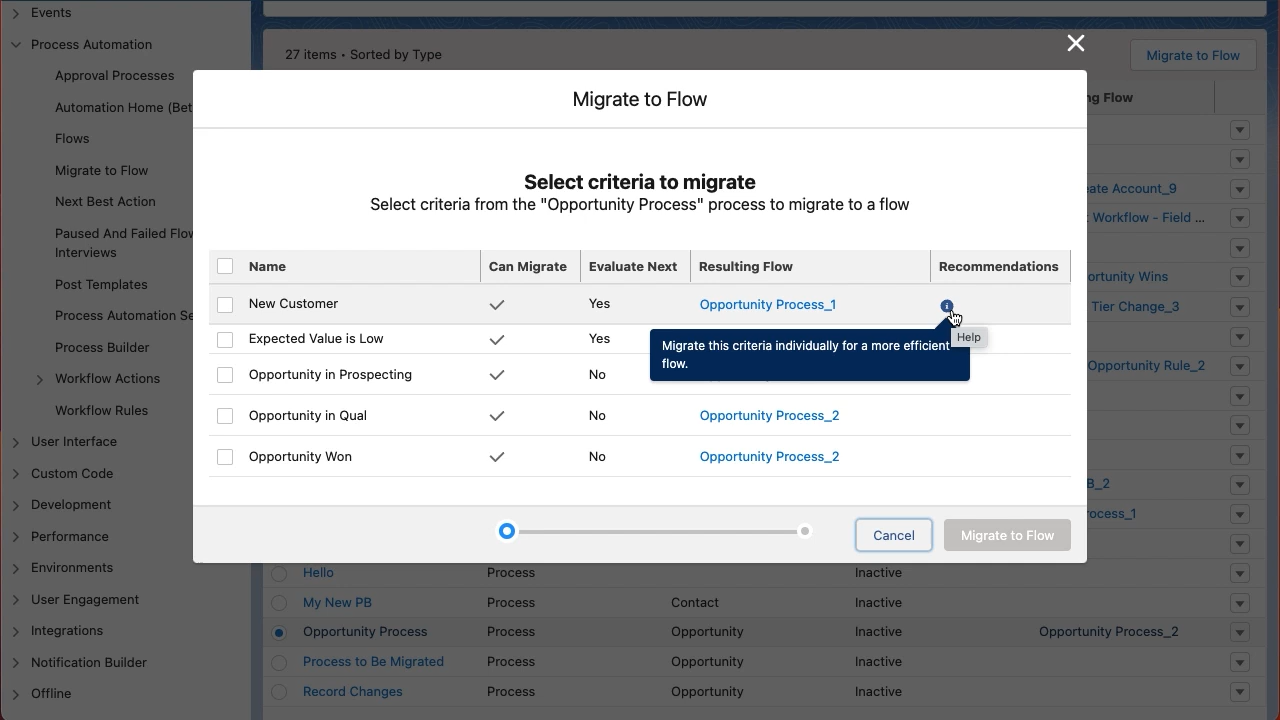 Events
Process Automation
Approval Processes
Automation Home (Bet
Flows
Migrate to Flow
Next Best Action
Paused And Failed Flow
Interviews
Post Templates
Process Automation Se
Process Builder
Workflow Actions
Workflow Rules
User Interface
Custom Code
Development
Performance
Environments
User Engagement
Integrations
Notification Builder
Offline
27 items • Sorted by Type
Migrate to Flow
Migrate to Flow
Select criteria to migrate
Select criteria from the "Opportunity Process" process to migrate to a flow
Name Can Migrate Evaluate Next Resulting Flow Recommendations
New Customer Yes Opportunity Process_1
Help
Migrate this criteria individually for a more efficient
flow.
Expected Value is Low Yes
Opportunity in Prospecting No
Opportunity in Qual No Opportunity Process_2
Opportunity Won No Opportunity Process_2
Cancel Migrate to Flow
ng Flow
eate Account_9
Workflow - Field ...
ortunity Wins
Tier Change_3
Opportunity Rule_2
B_2
rocess_1
Hello Process Inactive
My New PB Process Contact Inactive
Opportunity Process Process Opportunity Inactive Opportunity Process_2
Process to Be Migrated Process Opportunity Inactive
Record Changes Process Opportunity Inactive